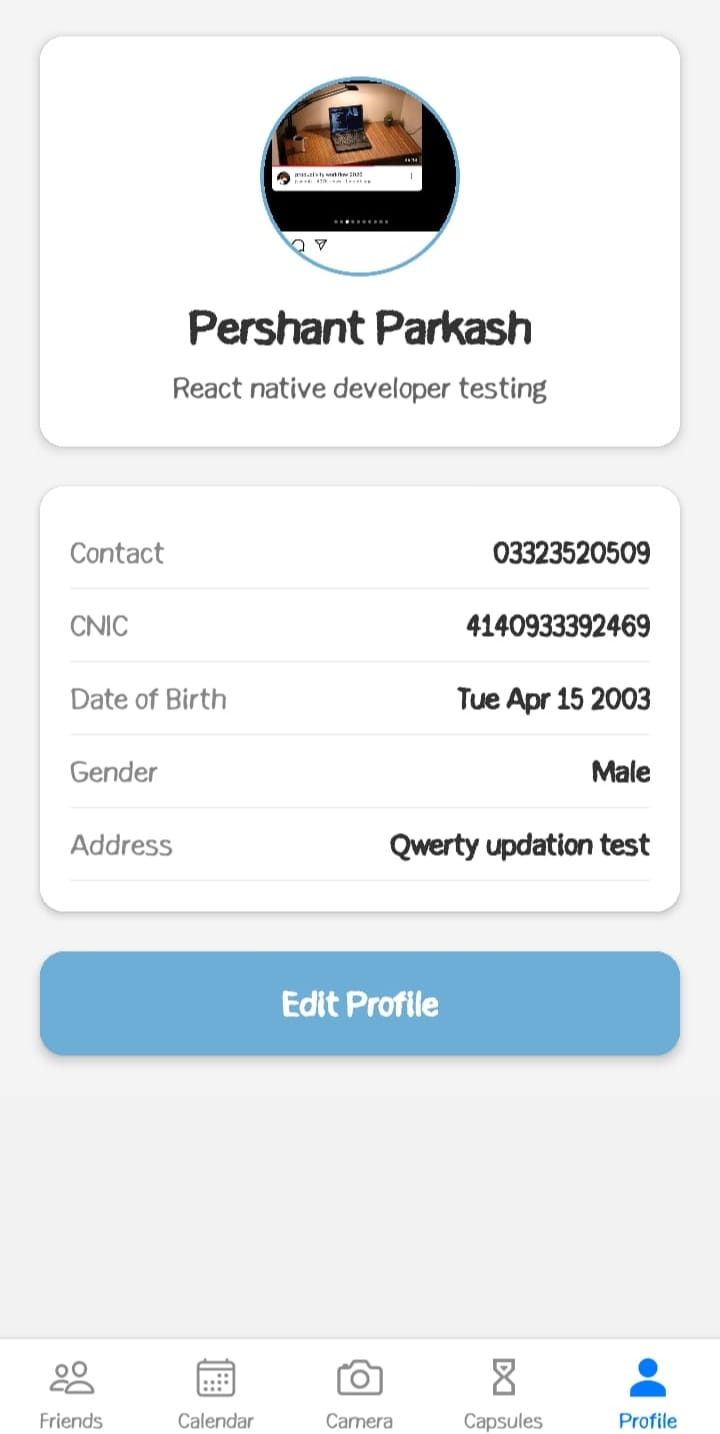 productivity workflow 2020
Pershant Parkash
React native developer testing
Contact 03323520509
CNIC 4140933392469
Date of Birth Tue Apr 15 2003
Gender Male
Address Qwerty updation test
Edit Profile
Friends Calendar Camera Capsules Profile